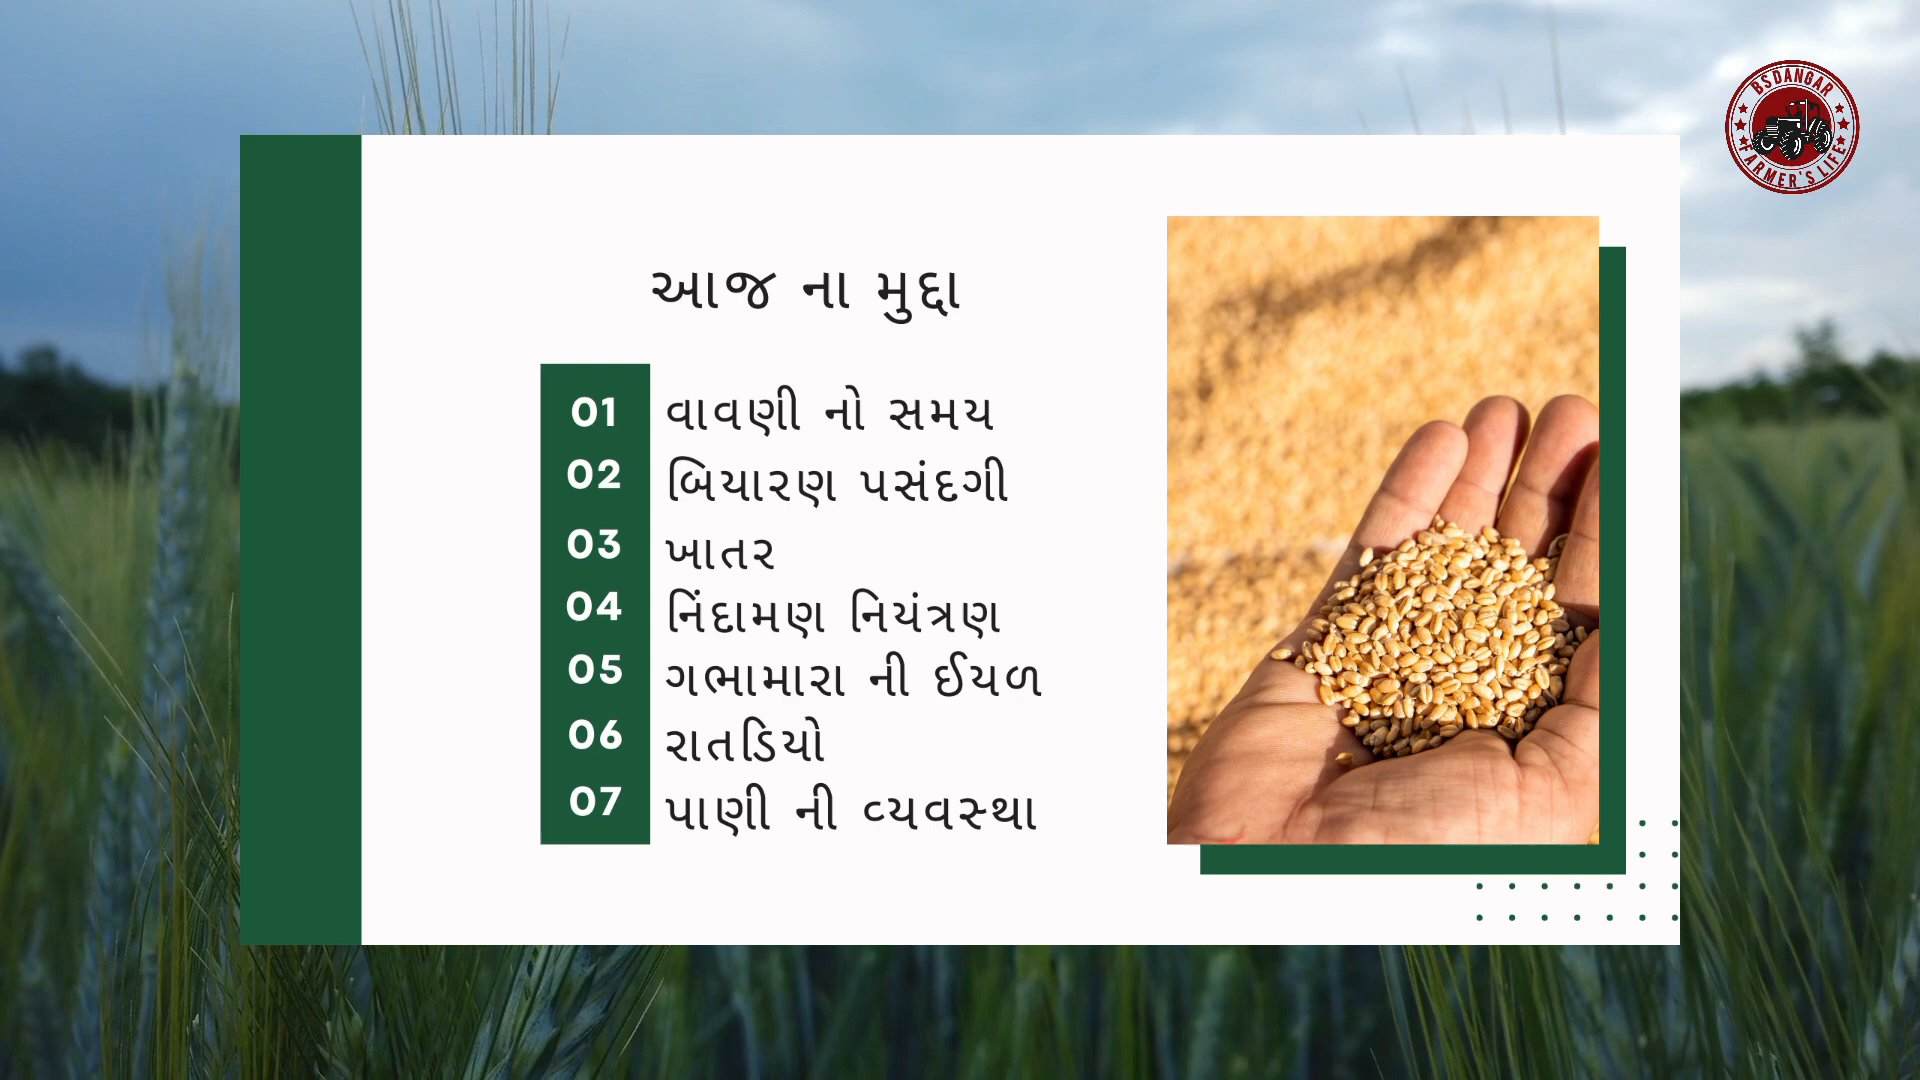 BSDANGAR
FARMER'S LIFE
આજ ના મુદ્દા
01 વાવણી નો સમય
02 બિયારણ પસંદગી
03 ખાતર
04 નિંદામણ નિયંત્રણ
05 ગભામારા ની ઈયળ
06 રાતડિયો
07 પાણી ની વ્યવસ્થા